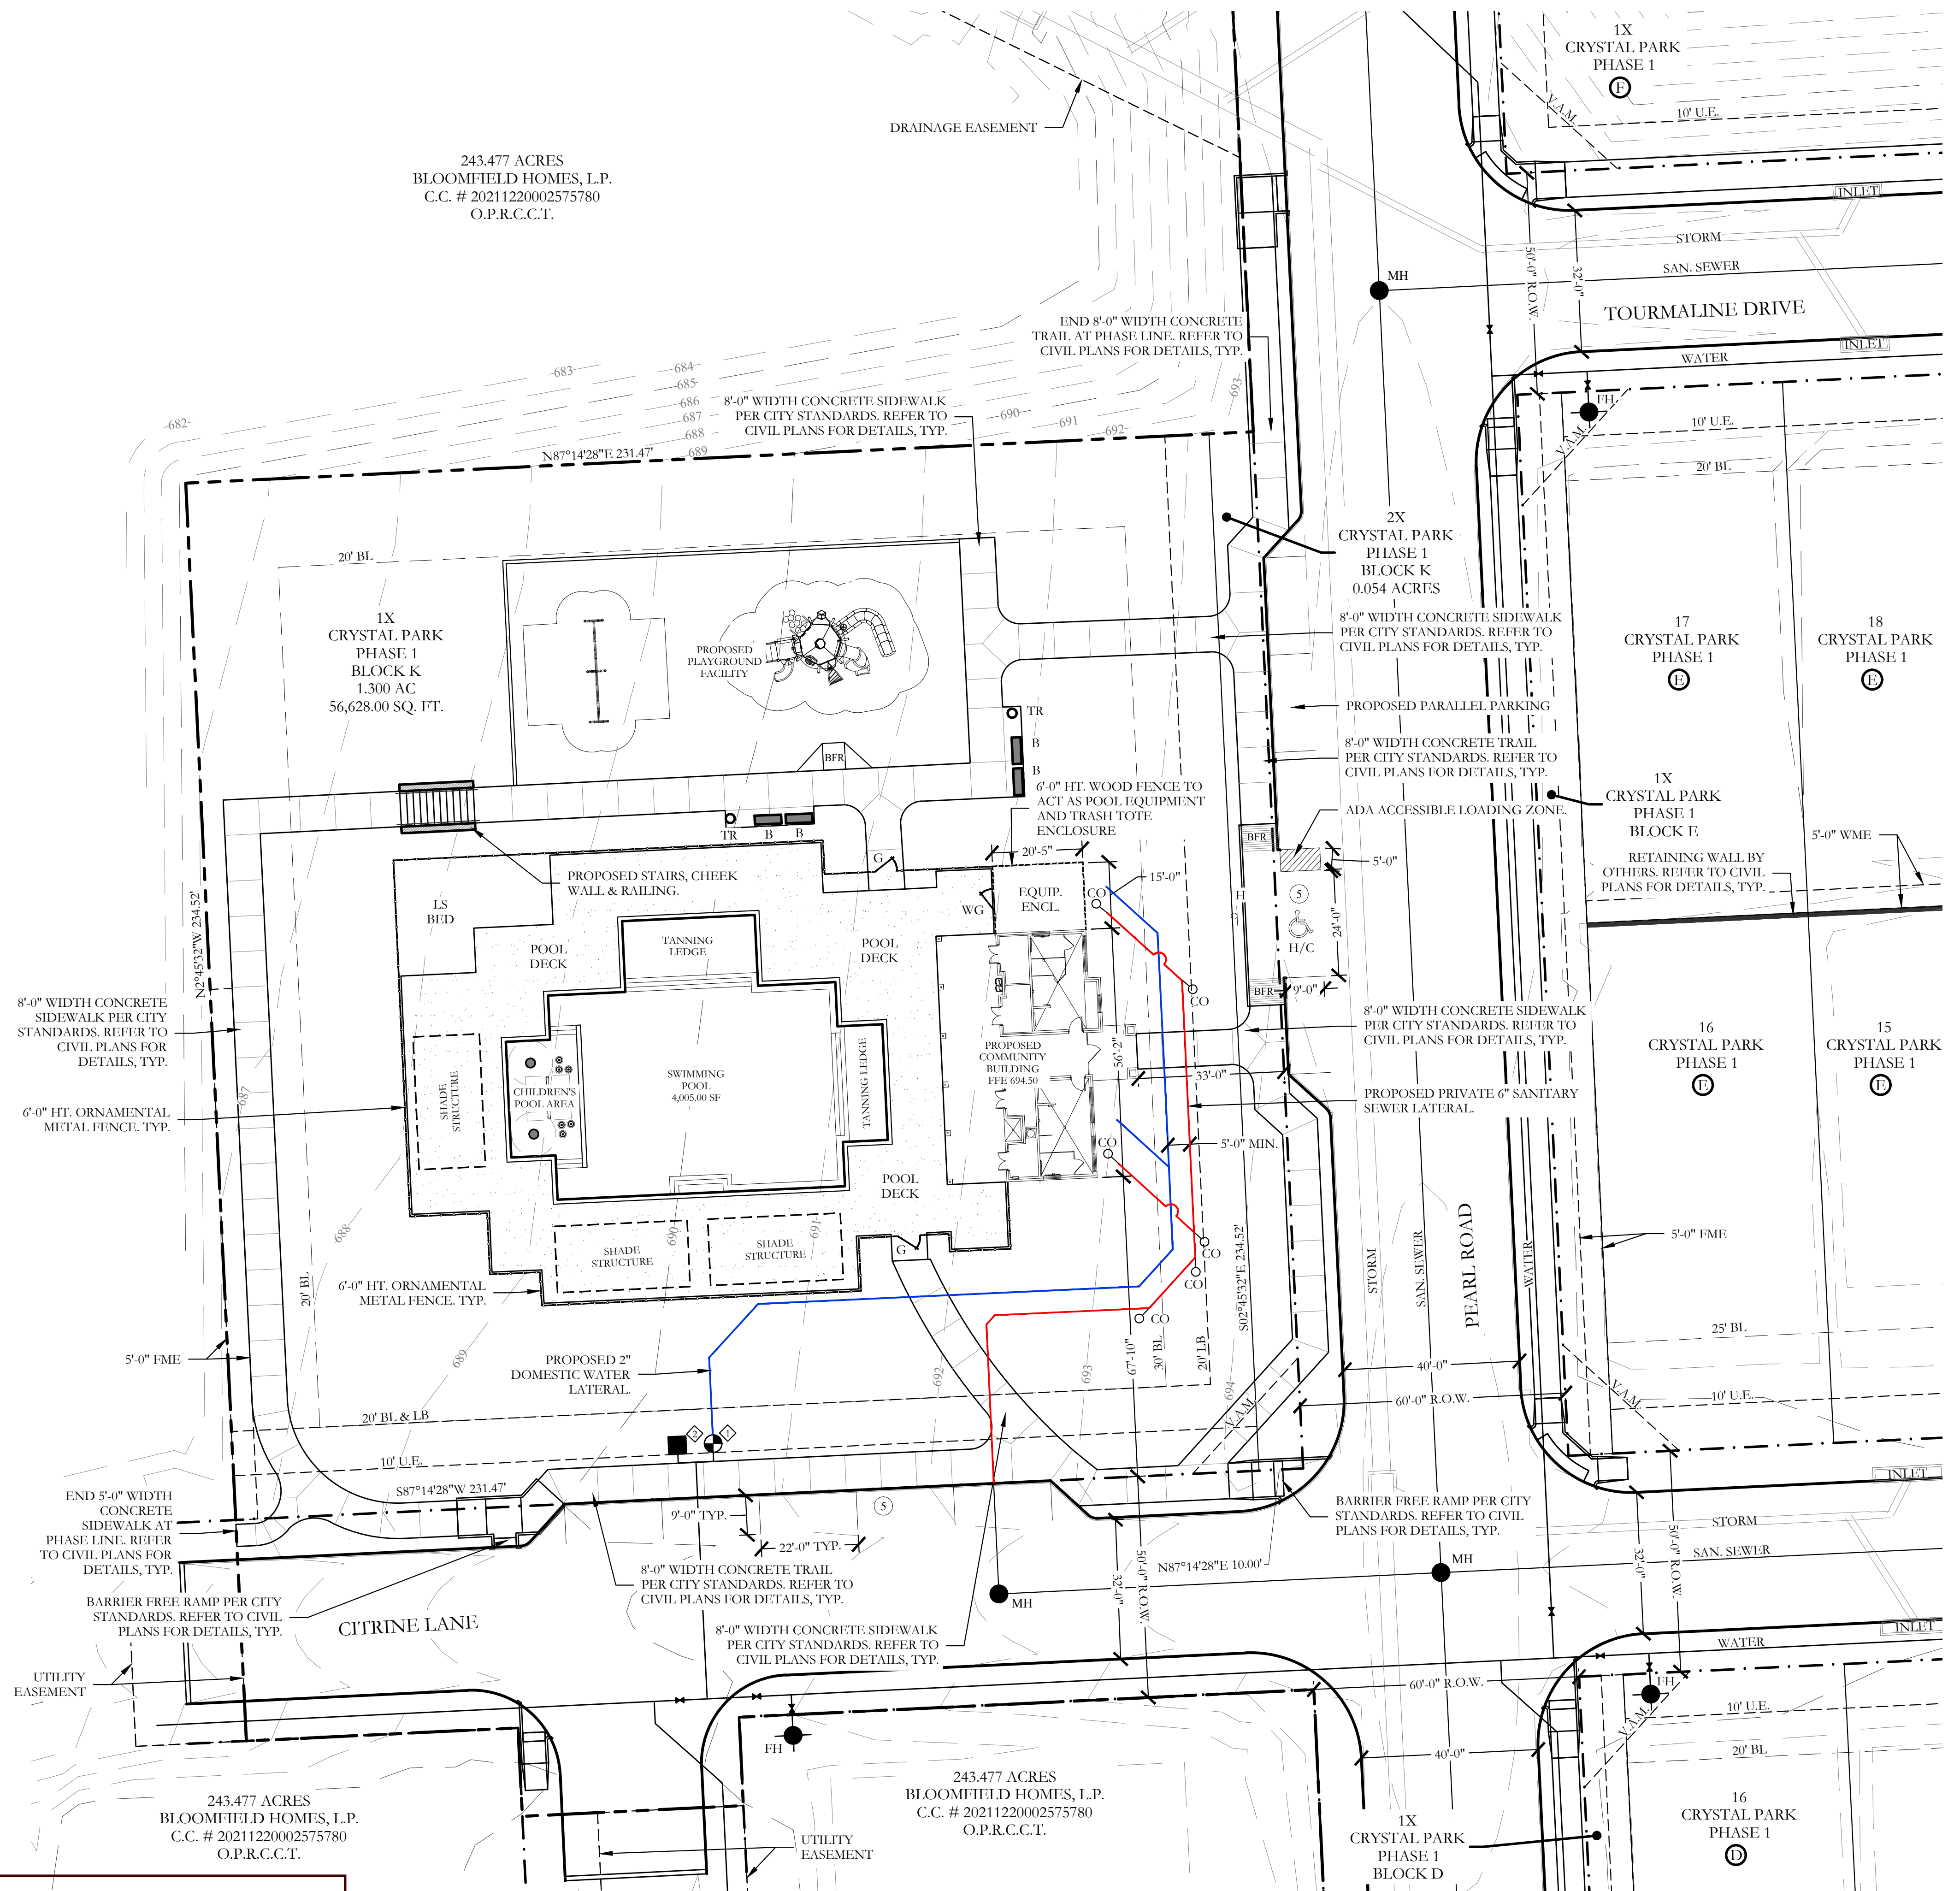 1X
CRYSTAL PARK
PHASE 1
F
V.A.M.
10' U.E.
DRAINAGE EASEMENT
243.477 ACRES
BLOOMFIELD HOMES, L.P.
C.C. # 20211220002575780
O.P.R.C.C.T.
INLET
STORM
SAN. SEWER
MH
50'-0" R.O.W.
32'-0"
TOURMALINE DRIVE
INLET
WATER
END 8'-0" WIDTH CONCRETE
TRAIL AT PHASE LINE. REFER TO
CIVIL PLANS FOR DETAILS, TYP.
683
684
685
686
687
688
689
690
691
692
693
682
8'-0" WIDTH CONCRETE SIDEWALK
PER CITY STANDARDS. REFER TO
CIVIL PLANS FOR DETAILS, TYP.
N87°14'28"E 231.47'
FH
10' U.E.
V.A.M.
20' BL
2X
CRYSTAL PARK
PHASE 1
BLOCK K
0.054 ACRES
20' BL
1X
CRYSTAL PARK
PHASE 1
BLOCK K
1.300 AC
56,628.00 SQ. FT.
PROPOSED
PLAYGROUND
FACILITY
8'-0" WIDTH CONCRETE SIDEWALK
PER CITY STANDARDS. REFER TO
CIVIL PLANS FOR DETAILS, TYP.
17
CRYSTAL PARK
PHASE 1
E
18
CRYSTAL PARK
PHASE 1
E
PROPOSED PARALLEL PARKING
TR
B
B
BFR
8'-0" WIDTH CONCRETE TRAIL
PER CITY STANDARDS. REFER TO
CIVIL PLANS FOR DETAILS, TYP.
6'-0" HT. WOOD FENCE TO
ACT AS POOL EQUIPMENT
AND TRASH TOTE
ENCLOSURE
1X
CRYSTAL PARK
PHASE 1
BLOCK E
ADA ACCESSIBLE LOADING ZONE.
5'-0" WME
TR
B
B
BFR
20'-5"
G
5'-0"
RETAINING WALL BY
OTHERS. REFER TO CIVIL
PLANS FOR DETAILS, TYP.
PROPOSED STAIRS, CHEEK
WALL & RAILING.
15'-0"
CO
EQUIP.
ENCL.
WG
H
5
H/C
24'-0"
LS
BED
POOL
DECK
TANNING
LEDGE
POOL
DECK
N2°45'32"W 234.52'
CO
BFR
9'-0"
8'-0" WIDTH CONCRETE
SIDEWALK PER CITY
STANDARDS. REFER TO
CIVIL PLANS FOR
DETAILS, TYP.
8'-0" WIDTH CONCRETE SIDEWALK
PER CITY STANDARDS. REFER TO
CIVIL PLANS FOR DETAILS, TYP.
16
CRYSTAL PARK
PHASE 1
E
15
CRYSTAL PARK
PHASE 1
E
PROPOSED
COMMUNITY
BUILDING
FFE 694.50
56'-2"
33'-0"
SWIMMING
POOL
4,005.00 SF
TANNING LEDGE
CHILDREN'S
POOL AREA
SHADE
STRUCTURE
687
PROPOSED PRIVATE 6" SANITARY
SEWER LATERAL.
6'-0" HT. ORNAMENTAL
METAL FENCE. TYP.
5'-0" MIN.
CO
POOL
DECK
688
690
691
SHADE
STRUCTURE
SHADE
STRUCTURE
G
CO
CO
CO
S02°45'32"E 234.52'
STORM
SAN. SEWER
PEARL ROAD
WATER
5'-0" FME
20' BL
6'-0" HT. ORNAMENTAL
METAL FENCE. TYP.
25' BL
5'-0" FME
689
PROPOSED 2"
DOMESTIC WATER
LATERAL.
692
693
67'-10"
30' BL
20' LB
694
V.A.M.
40'-0"
60'-0" R.O.W.
V.A.M.
10' U.E.
20' BL & LB
2
1
10' U.E.
S87°14'28"W 231.47'
END 5'-0" WIDTH
CONCRETE
SIDEWALK AT
PHASE LINE. REFER
TO CIVIL PLANS FOR
DETAILS, TYP.
9'-0" TYP.
22'-0" TYP.
5
BARRIER FREE RAMP PER CITY
STANDARDS. REFER TO CIVIL
PLANS FOR DETAILS, TYP.
INLET
STORM
SAN. SEWER
MH
32'-0"
50'-0" R.O.W.
N87°14'28"E 10.00'
50'-0" R.O.W.
32'-0"
MH
8'-0" WIDTH CONCRETE TRAIL
PER CITY STANDARDS. REFER TO
CIVIL PLANS FOR DETAILS, TYP.
BARRIER FREE RAMP PER CITY
STANDARDS. REFER TO CIVIL
PLANS FOR DETAILS, TYP.
CITRINE LANE
8'-0" WIDTH CONCRETE SIDEWALK
PER CITY STANDARDS. REFER TO
CIVIL PLANS FOR DETAILS, TYP.
INLET
WATER
UTILITY
EASEMENT
60'-0" R.O.W.
FH
10' U.E.
V.A.M.
20' BL
FH
40'-0"
243.477 ACRES
BLOOMFIELD HOMES, L.P.
C.C. # 20211220002575780
O.P.R.C.C.T.
243.477 ACRES
BLOOMFIELD HOMES, L.P.
C.C. # 20211220002575780
O.P.R.C.C.T.
UTILITY
EASEMENT
1X
CRYSTAL PARK
PHASE 1
BLOCK D
16
CRYSTAL PARK
PHASE 1
D